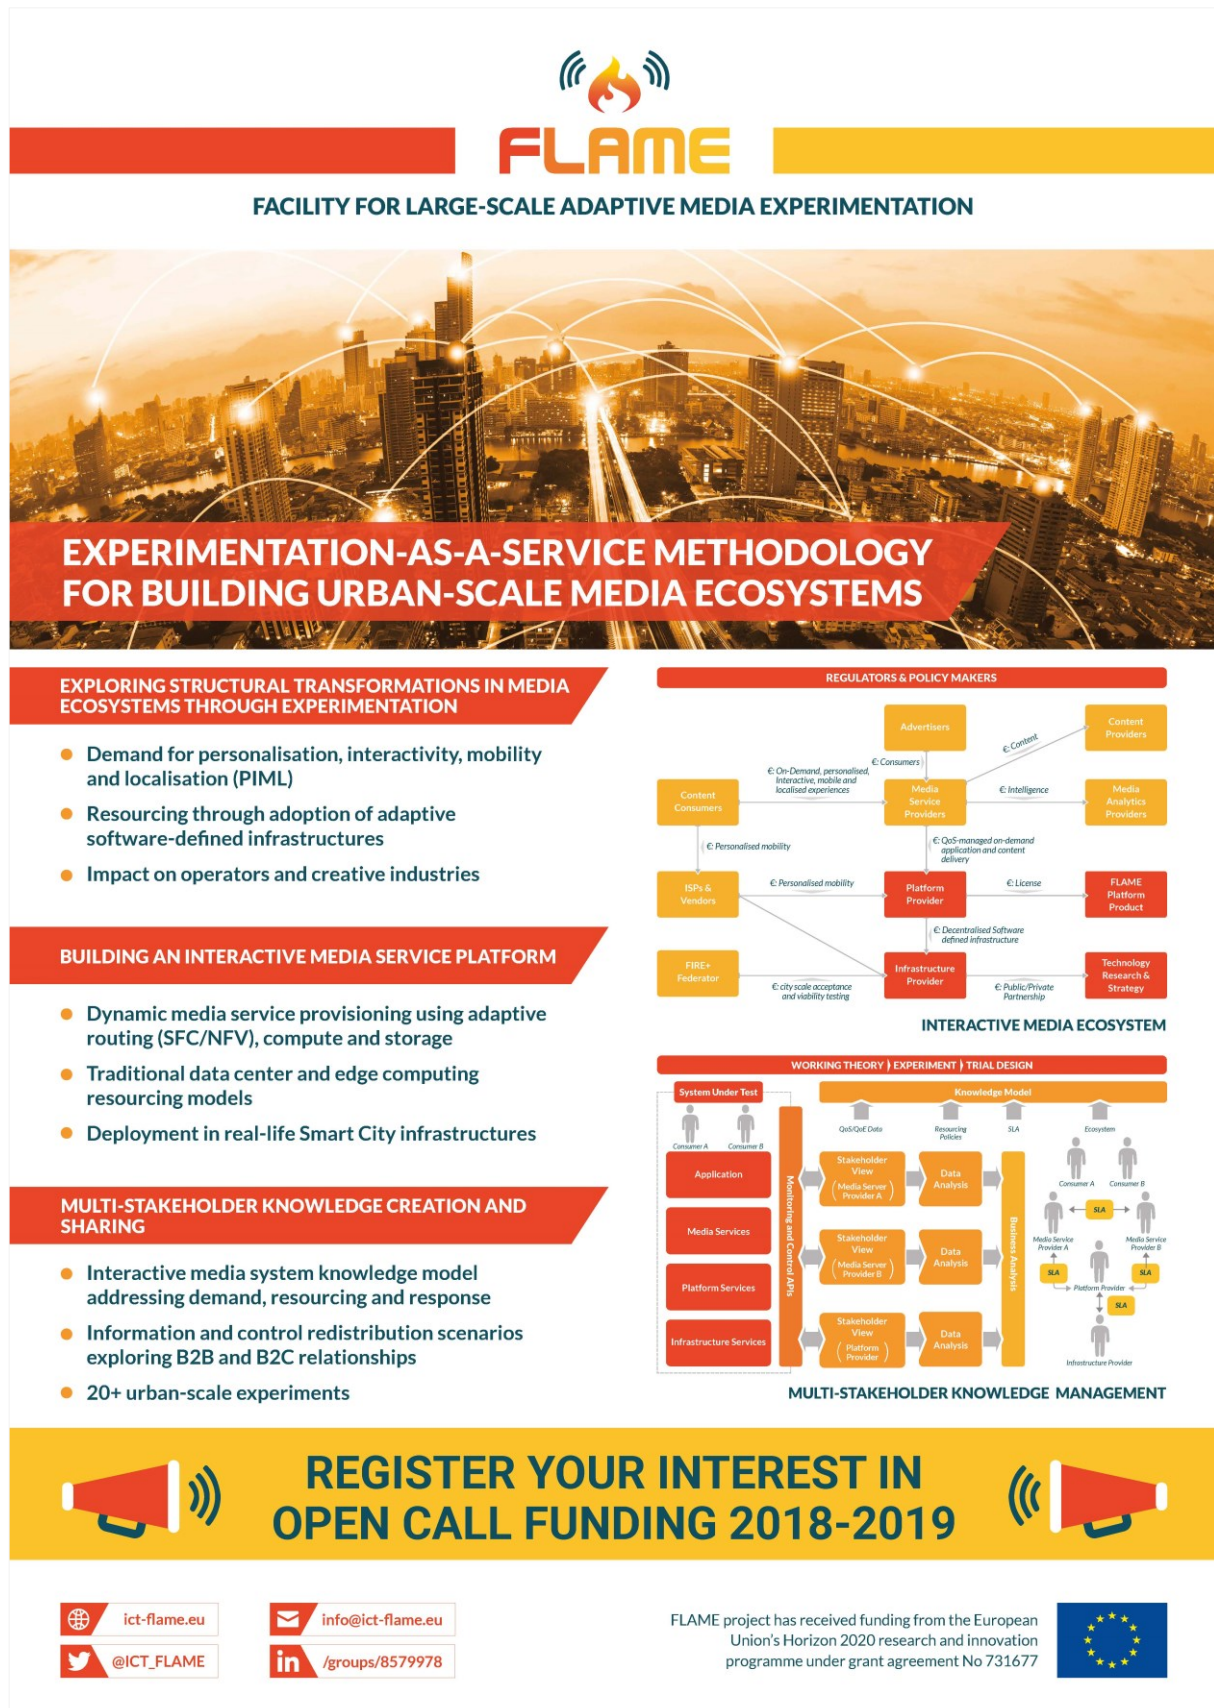 FLAME
FACILITY FOR LARGE-SCALE ADAPTIVE MEDIA EXPERIMENTATION
EXPERIMENTATION-AS-A-SERVICE METHODOLOGY
FOR BUILDING URBAN-SCALE MEDIA ECOSYSTEMS
EXPLORING STRUCTURAL TRANSFORMATIONS IN MEDIA
ECOSYSTEMS THROUGH EXPERIMENTATION
Demand for personalisation, interactivity, mobility
and localisation (PIML)
Resourcing through adoption of adaptive
software-defined infrastructures
Impact on operators and creative industries
BUILDING AN INTERACTIVE MEDIA SERVICE PLATFORM
Dynamic media service provisioning using adaptive
routing (SFC/NFV), compute and storage
Traditional data center and edge computing
resourcing models
Deployment in real-life Smart City infrastructures
MULTI-STAKEHOLDER KNOWLEDGE CREATION AND
SHARING
Interactive media system knowledge model
addressing demand, resourcing and response
Information and control redistribution scenarios
exploring B2B and B2C relationships
20+ urban-scale experiments
REGULATORS & POLICY MAKERS
Advertisers
Content
Providers
€: Consumers
€: Content
€: On-Demand, personalised,
Interactive, mobile and
localised experiences
Content
Consumers
Media
Service
Providers
€: Intelligence
Media
Analytics
Providers
€: Personalised mobility
€: QoS-managed on-demand
application and content
delivery
ISPs &
Vendors
€: Personalised mobility
Platform
Provider
€: License
FLAME
Platform
Product
€: Decentralised Software
defined infrastructure
FIRE+
Federator
€: city scale acceptance
and viability testing
Infrastructure
Provider
€: Public/Private
Partnership
Technology
Research &
Strategy
INTERACTIVE MEDIA ECOSYSTEM
WORKING THEORY ⟩ EXPERIMENT ⟩ TRIAL DESIGN
System Under Test
Knowledge Model
Consumer A
Consumer B
QoS/QoE Data
Resourcing
Policies
SLA
Ecosystem
Application
Media Services
Platform Services
Infrastructure Services
Monitoring and Control APIs
Stakeholder
View
(Media Server
Provider A)
Data
Analysis
Stakeholder
View
(Media Server
Provider B)
Data
Analysis
Stakeholder
View
(Platform
Provider)
Data
Analysis
Business Analysis
Consumer A
Consumer B
SLA
Media Service
Provider A
Media Service
Provider B
SLA
SLA
Platform Provider
SLA
Infrastructure Provider
MULTI-STAKEHOLDER KNOWLEDGE MANAGEMENT
REGISTER YOUR INTEREST IN
OPEN CALL FUNDING 2018-2019
ict-flame.eu
info@ict-flame.eu
@ICT_FLAME
in /groups/8579978
FLAME project has received funding from the European
Union's Horizon 2020 research and innovation
programme under grant agreement No 731677